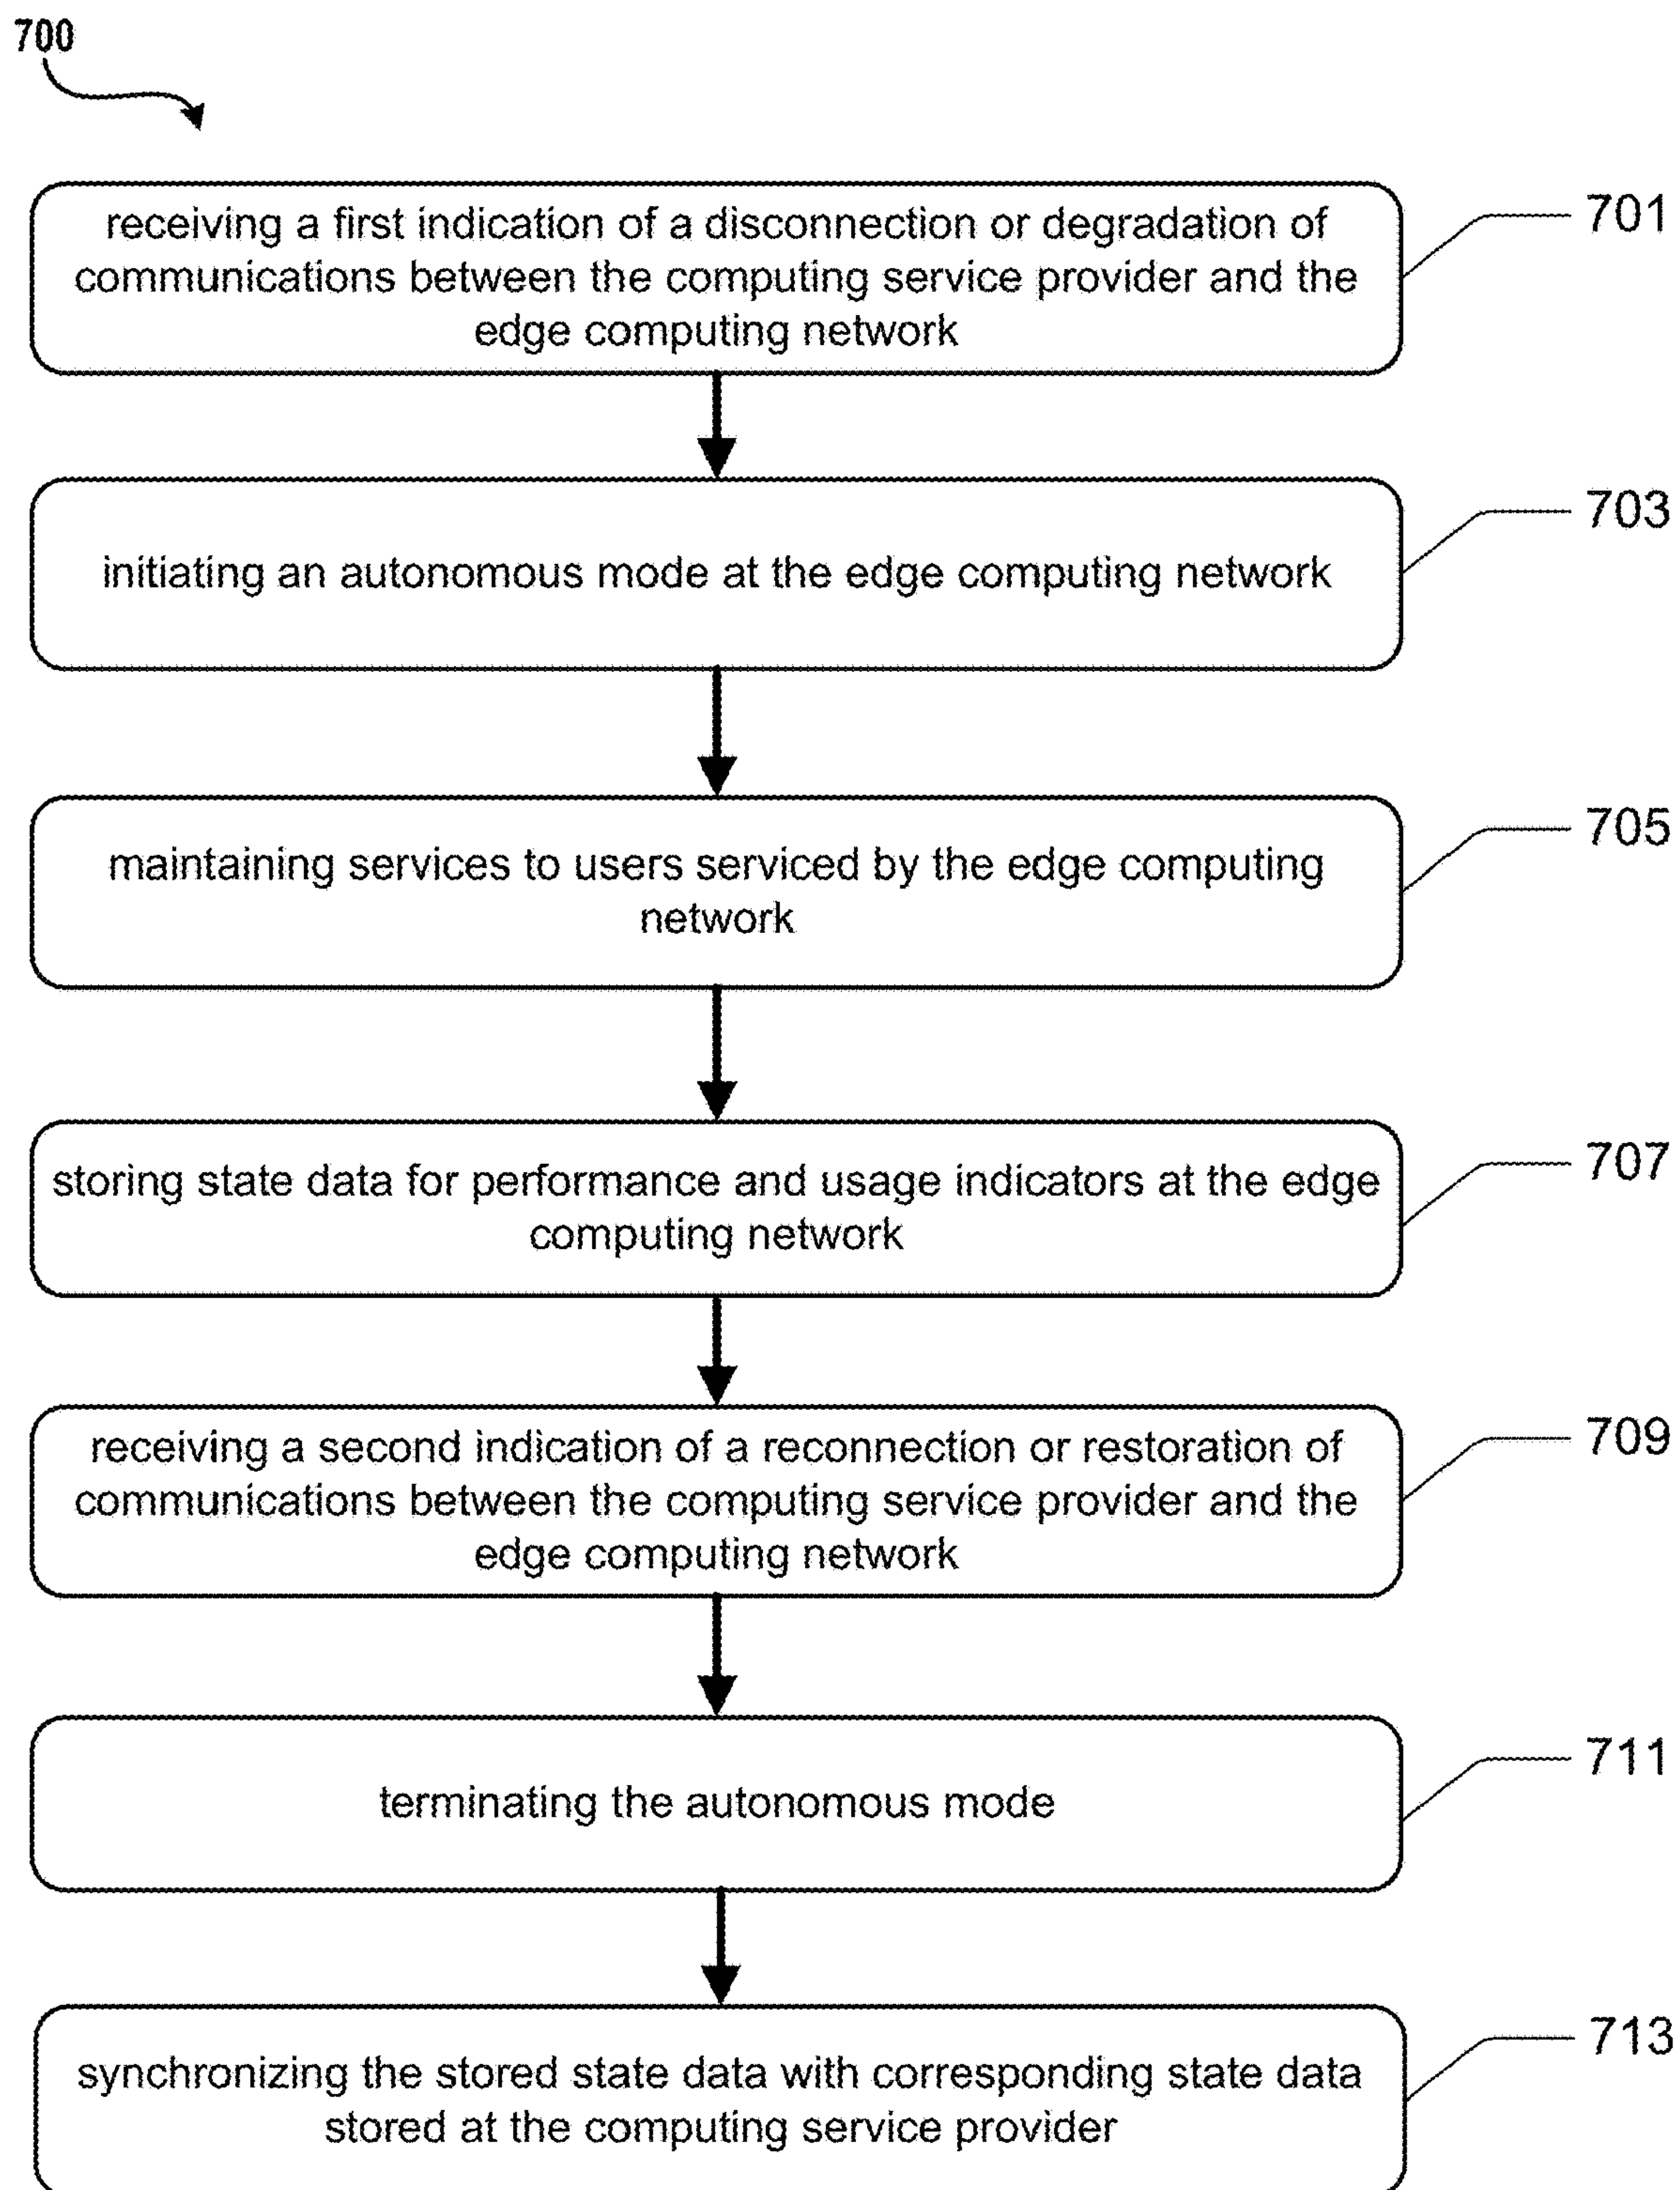 700
receiving a first indication of a disconnection or degradation of
communications between the computing service provider and the
edge computing network
701
initiating an autonomous mode at the edge computing network
703
maintaining services to users serviced by the edge computing
network
705
storing state data for performance and usage indicators at the edge
computing network
707
receiving a second indication of a reconnection or restoration of
communications between the computing service provider and the
edge computing network
709
terminating the autonomous mode
711
synchronizing the stored state data with corresponding state data
stored at the computing service provider
713